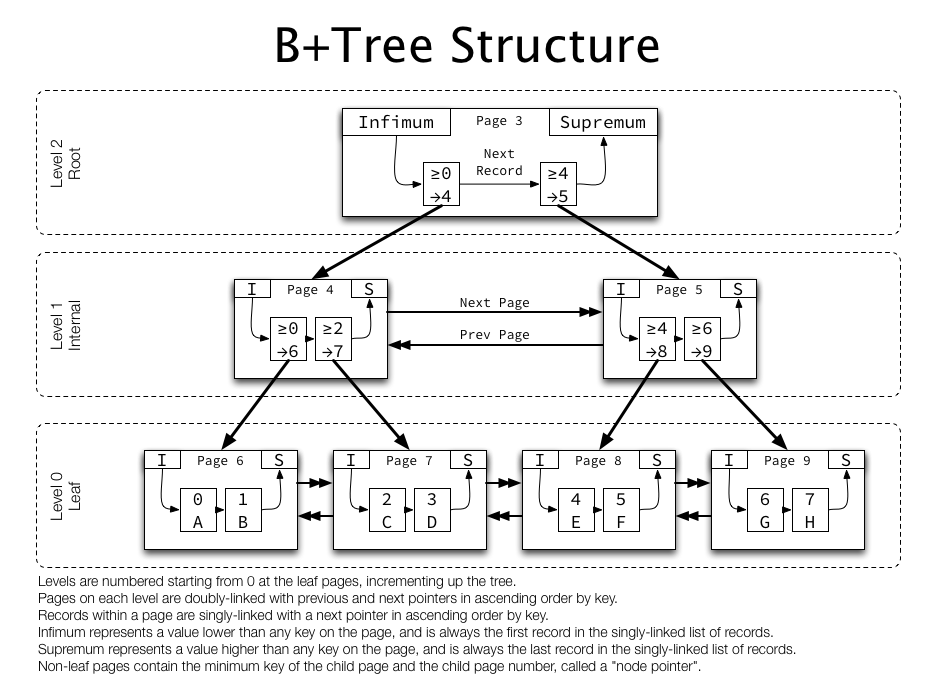 B+Tree Structure
Level 2
Root
Infimum
Page 3
Supremum
Next
Record
≥0
→4
≥4
→5
Level 1
Internal
I
Page 4
S
≥0
→6
≥2
→7
Next Page
Prev Page
I
Page 5
S
≥4
→8
≥6
→9
Level 0
Leaf
I
Page 6
S
0
A
1
B
I
Page 7
S
2
C
3
D
I
Page 8
S
4
E
5
F
I
Page 9
S
6
G
7
H
Levels are numbered starting from 0 at the leaf pages, incrementing up the tree.
Pages on each level are doubly-linked with previous and next pointers in ascending order by key.
Records within a page are singly-linked with a next pointer in ascending order by key.
Infimum represents a value lower than any key on the page, and is always the first record in the singly-linked list of records.
Supremum represents a value higher than any key on the page, and is always the last record in the singly-linked list of records.
Non-leaf pages contain the minimum key of the child page and the child page number, called a "node pointer".